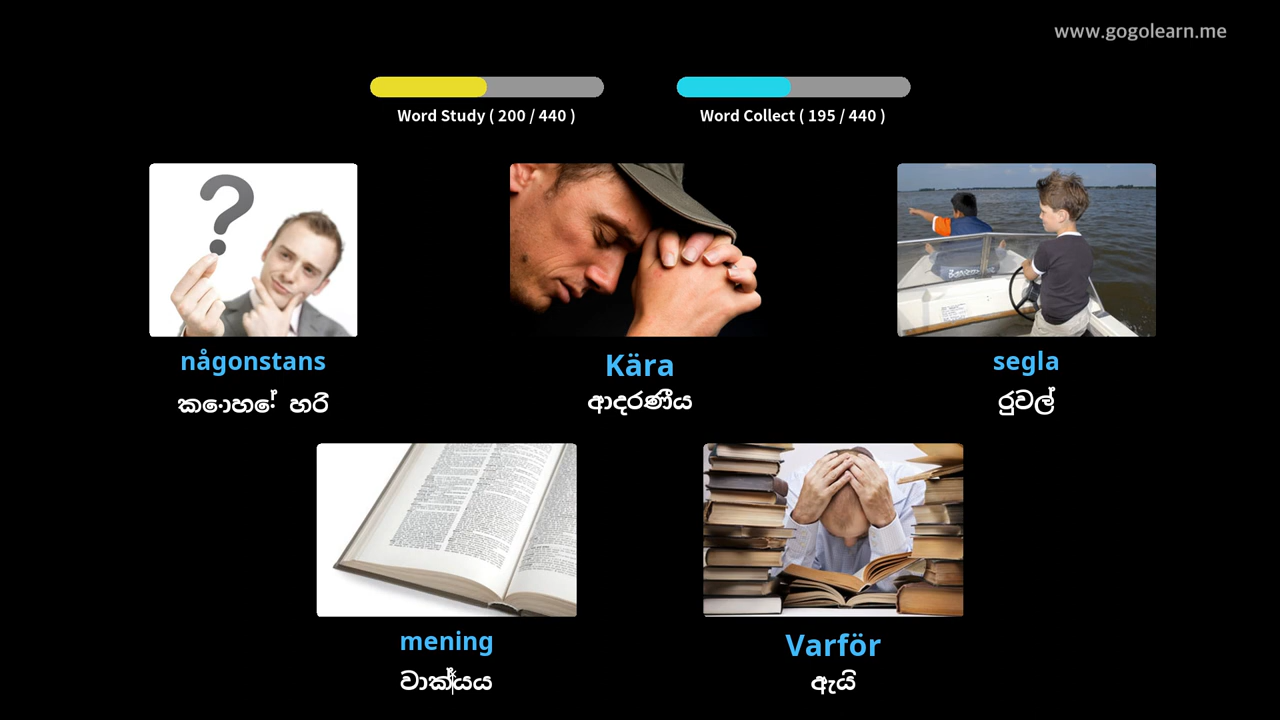 www.gogolearn.me
Word Study ( 200 / 440 )
Word Collect ( 195 / 440 )
någonstans
Kära
segla
කොහේ හරි
ආදරණීය
රුවල්
mening
Varför
වාක්‍යය
ඇයි